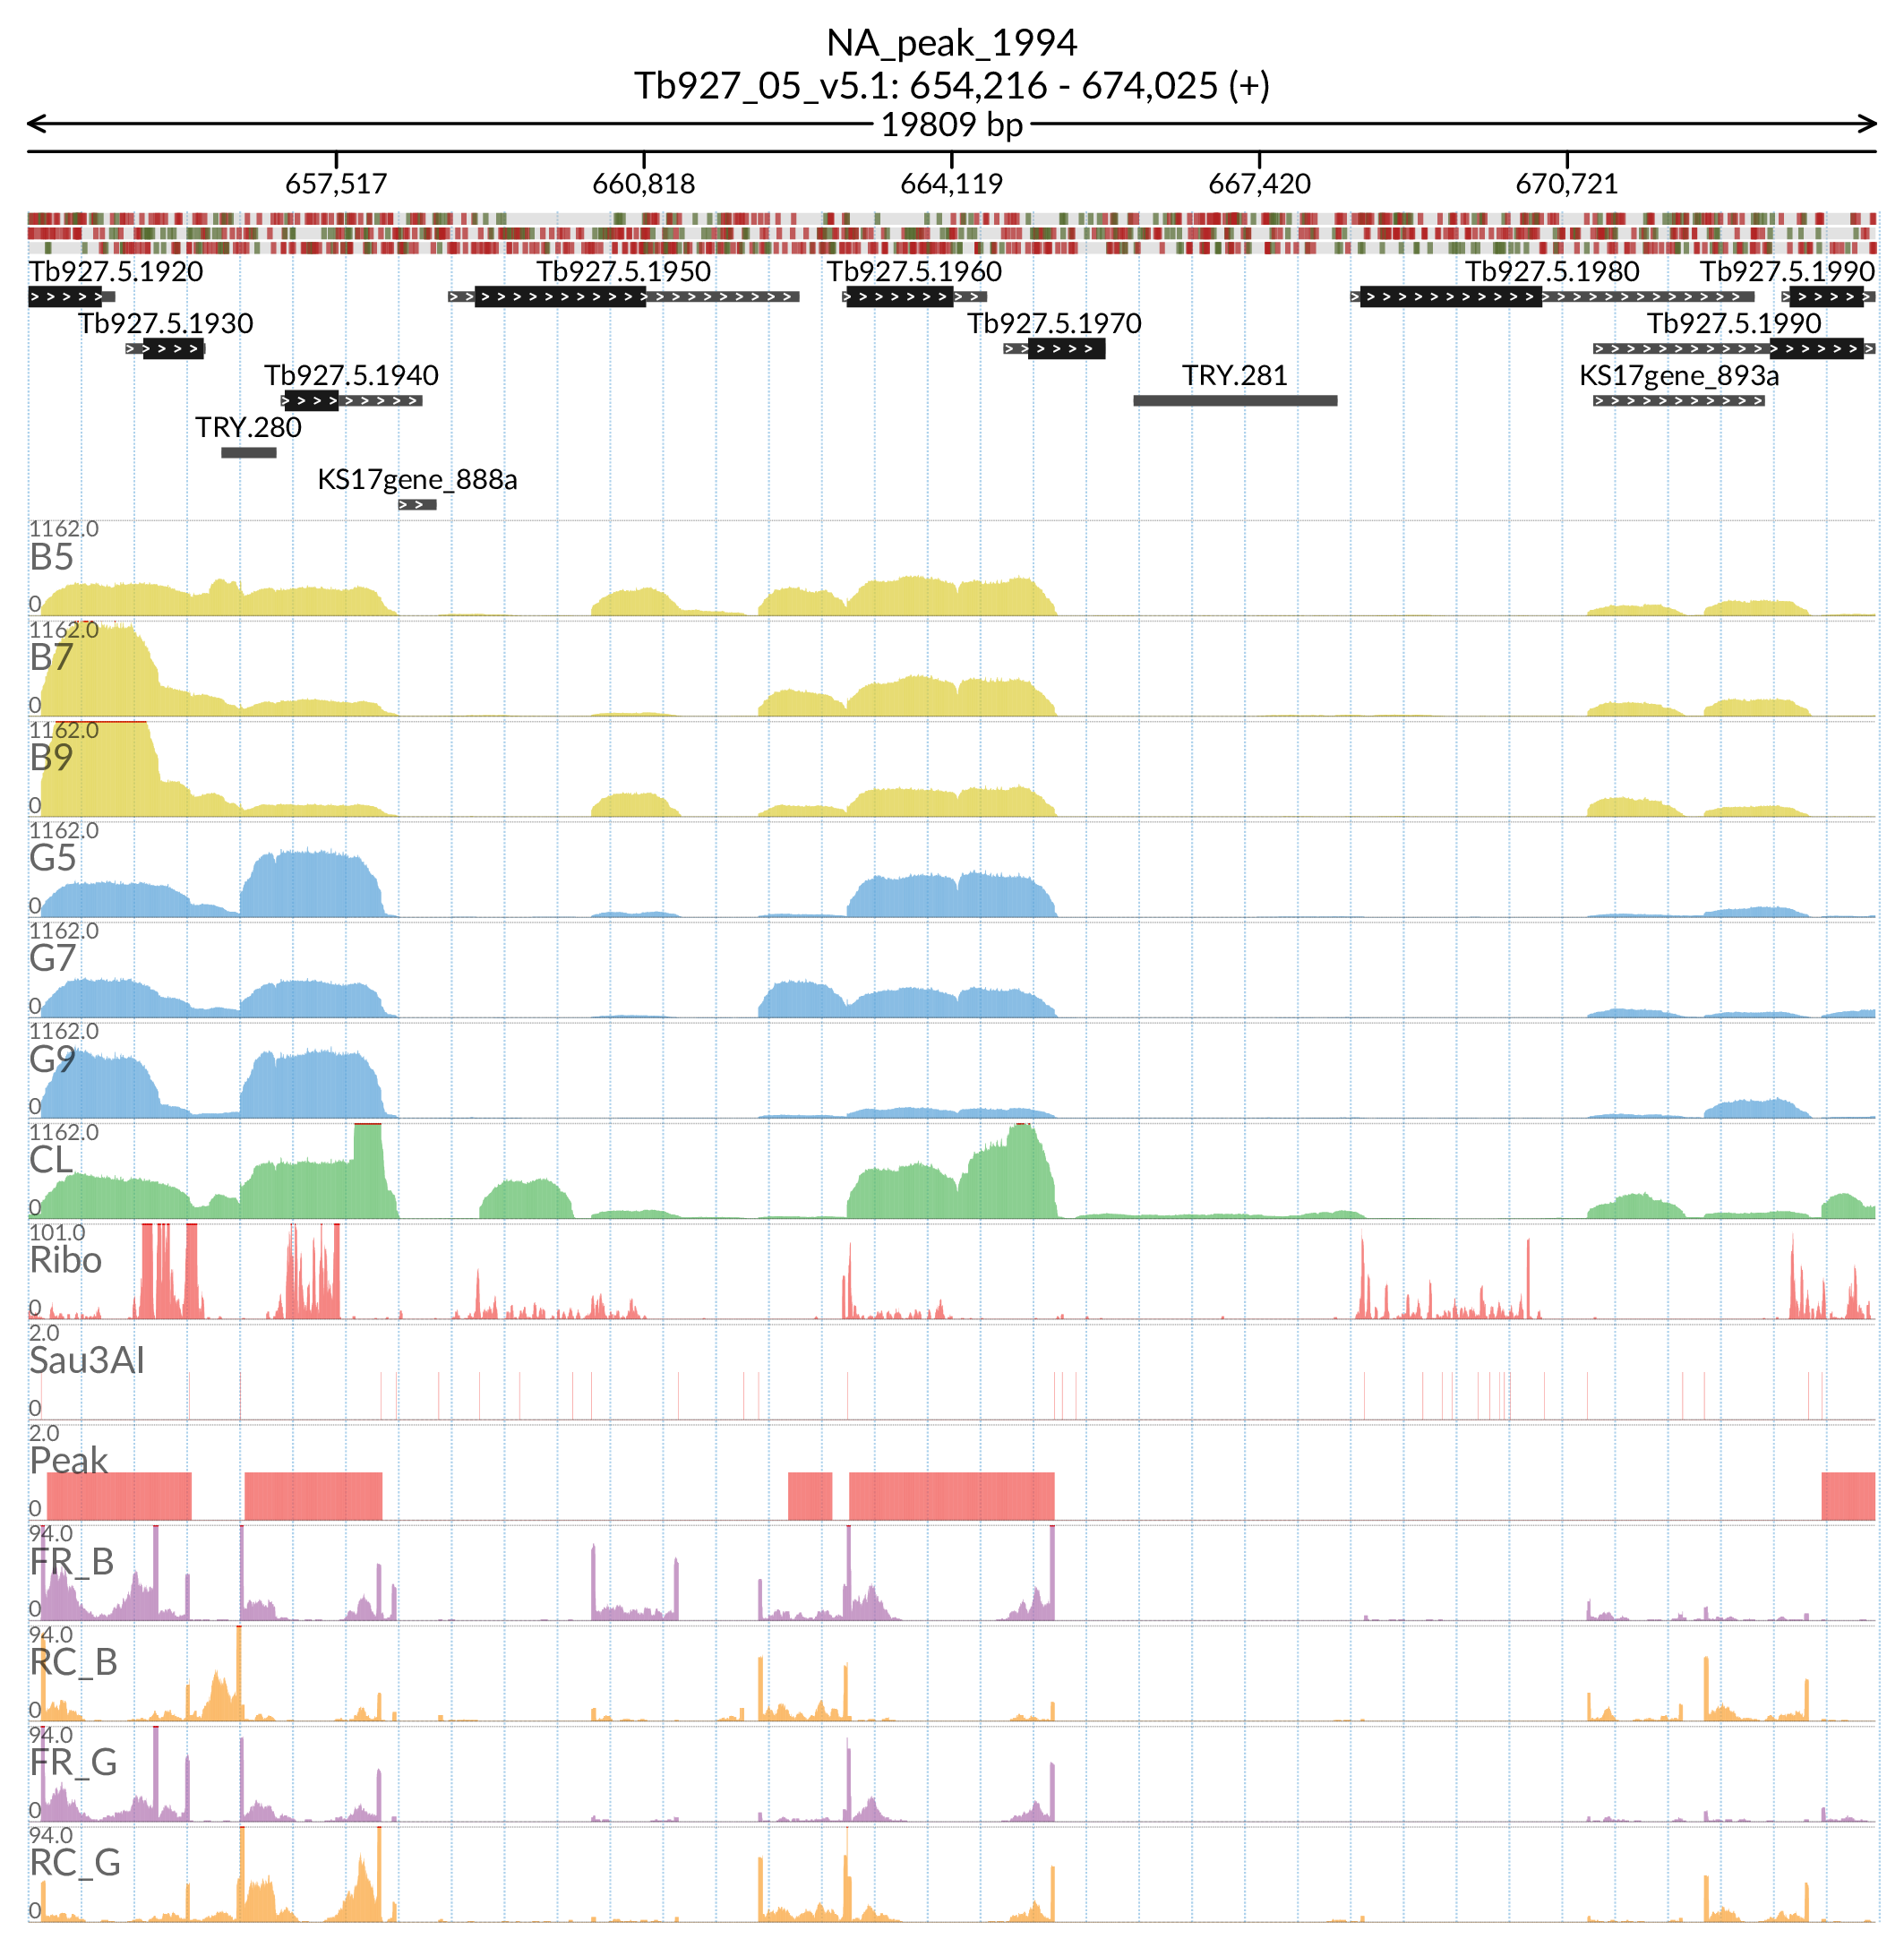 NA_peak_1994
Tb927_05_v5.1: 654,216 - 674,025 (+)
19809 bp
657,517 660,818 664,119 667,420 670,721
Tb927.5.1920 Tb927.5.1950 Tb927.5.1960 Tb927.5.1980 Tb927.5.1990
Tb927.5.1930 Tb927.5.1970 Tb927.5.1990
Tb927.5.1940 TRY.281 KS17gene_893a
TRY.280
KS17gene_888a
1162.0
B5
0
1162.0
B7
0
1162.0
B9
0
1162.0
G5
0
1162.0
G7
0
1162.0
G9
0
1162.0
CL
0
101.0
Ribo
0
2.0
Sau3AI
0
2.0
Peak
0
94.0
FR_B
0
94.0
RC_B
0
94.0
FR_G
0
94.0
RC_G
0